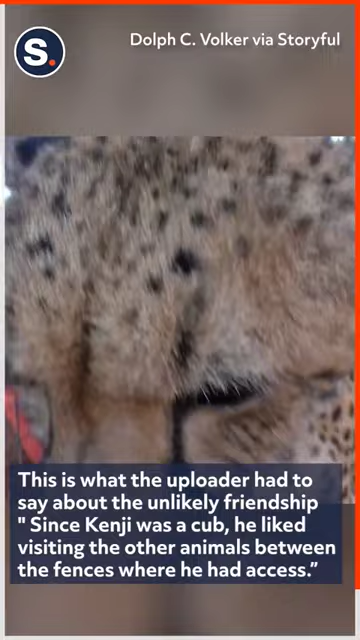 S.
Dolph C. Volker via Storyful
This is what the uploader had to
say about the unlikely friendship
" Since Kenji was a cub, he liked
visiting the other animals between
the fences where he had access.”